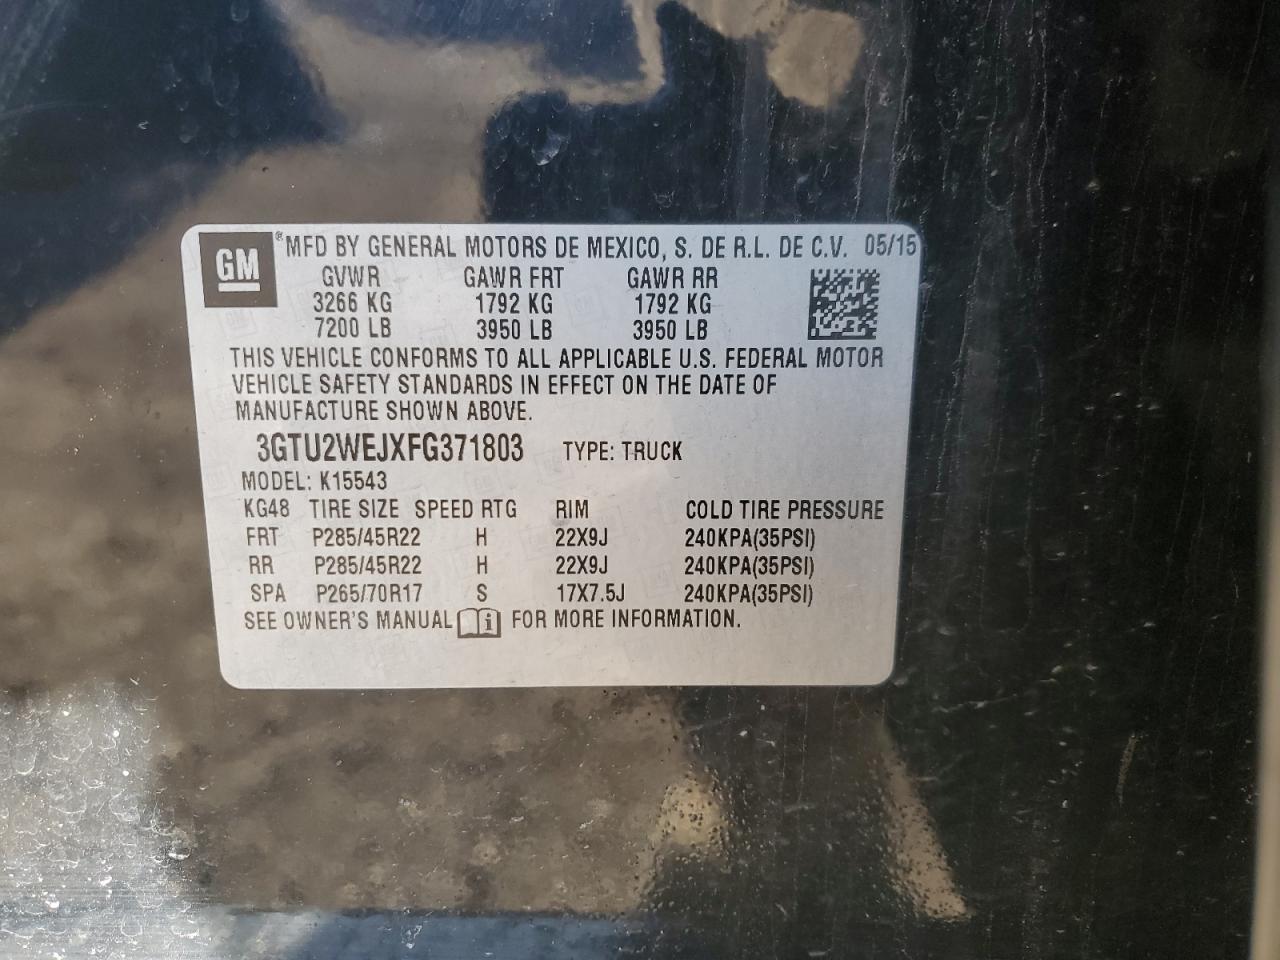 GM® MFD BY GENERAL MOTORS DE MEXICO, S. DE R.L. DE C.V. 05/15
GVWR GAWR FRT GAWR RR
3266 KG 1792 KG 1792 KG
7200 LB 3950 LB 3950 LB
THIS VEHICLE CONFORMS TO ALL APPLICABLE U.S. FEDERAL MOTOR
VEHICLE SAFETY STANDARDS IN EFFECT ON THE DATE OF
MANUFACTURE SHOWN ABOVE.
3GTU2WEJXFG371803 TYPE: TRUCK
MODEL: K15543
KG48 TIRE SIZE SPEED RTG RIM COLD TIRE PRESSURE
FRT P285/45R22 H 22X9J 240KPA(35PSI)
RR P285/45R22 H 22X9J 240KPA(35PSI)
SPA P265/70R17 S 17X7.5J 240KPA(35PSI)
SEE OWNER'S MANUAL i FOR MORE INFORMATION.